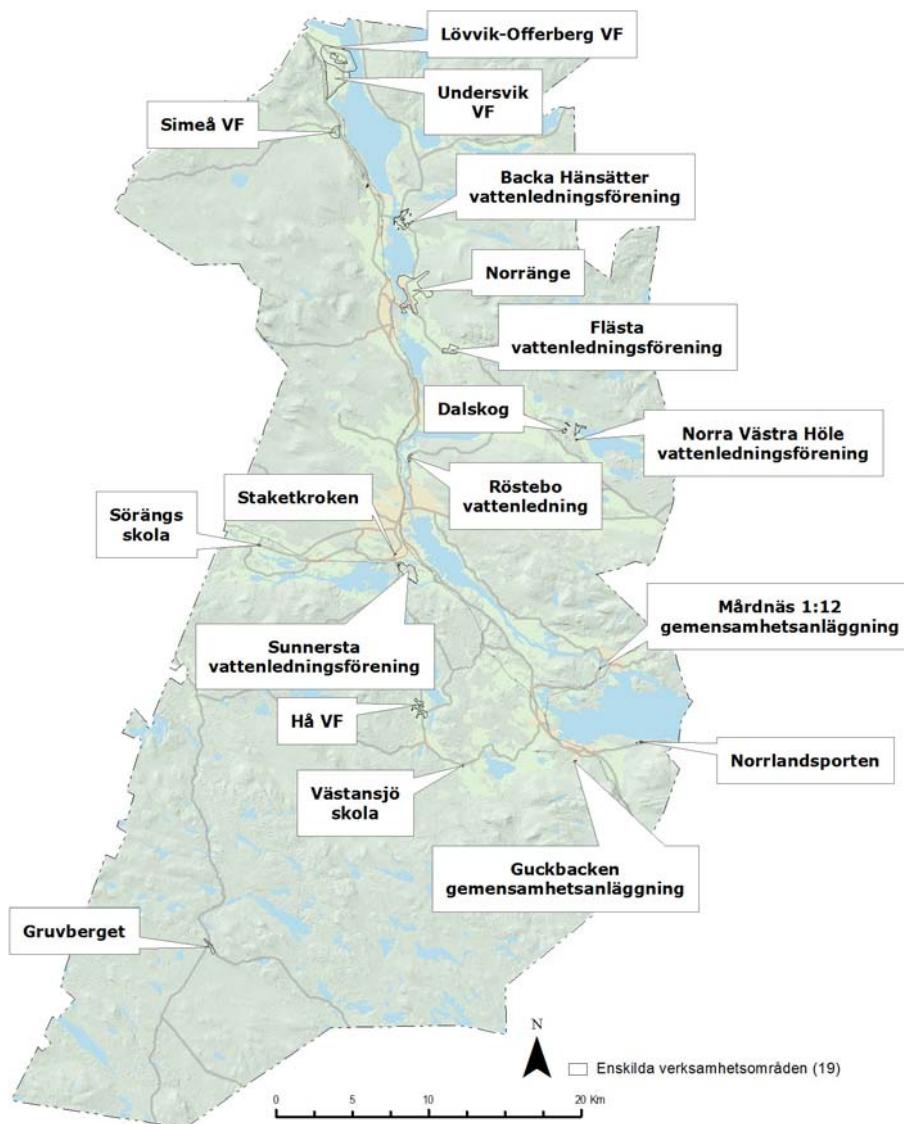 Lövvik-Offerberg VF
Undersvik
VF
Simeå VF
Backa Hänsätter
vattenledningsförening
Norränge
Flästa
vattenledningsförening
Dalskog
Norra Västra Höle
vattenledningsförening
Röstebo
vattenledning
Staketkroken
Sörängs
skola
Mårdnäs 1:12
gemensamhetsanläggning
Sunnersta
vattenledningsförening
Hå VF
Norrlandsporten
Västansjö
skola
Guckbacken
gemensamhetsanläggning
Gruvberget
N
Enskilda verksamhetsområden (19)
0 5 10 20 Km